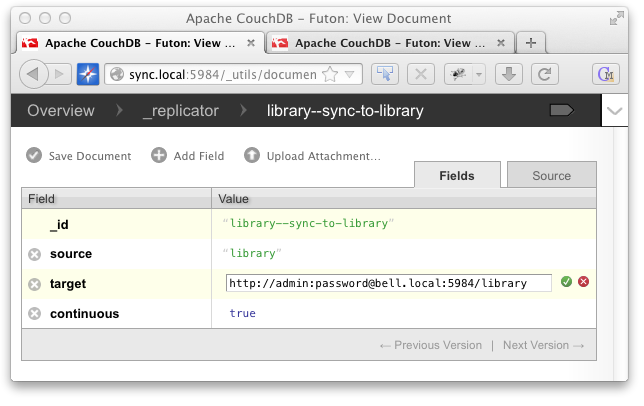 Apache CouchDB – Futon: View Document
Apache CouchDB – Futon: View ... Apache CouchDB – Futon: View ...
sync.local:5984/_utils/documen
Overview _replicator library--sync-to-library
Save Document Add Field Upload Attachment...
Fields Source
Field Value
_id "library--sync-to-library"
source "library"
target http://admin:password@bell.local:5984/library
continuous true
← Previous Version | Next Version →